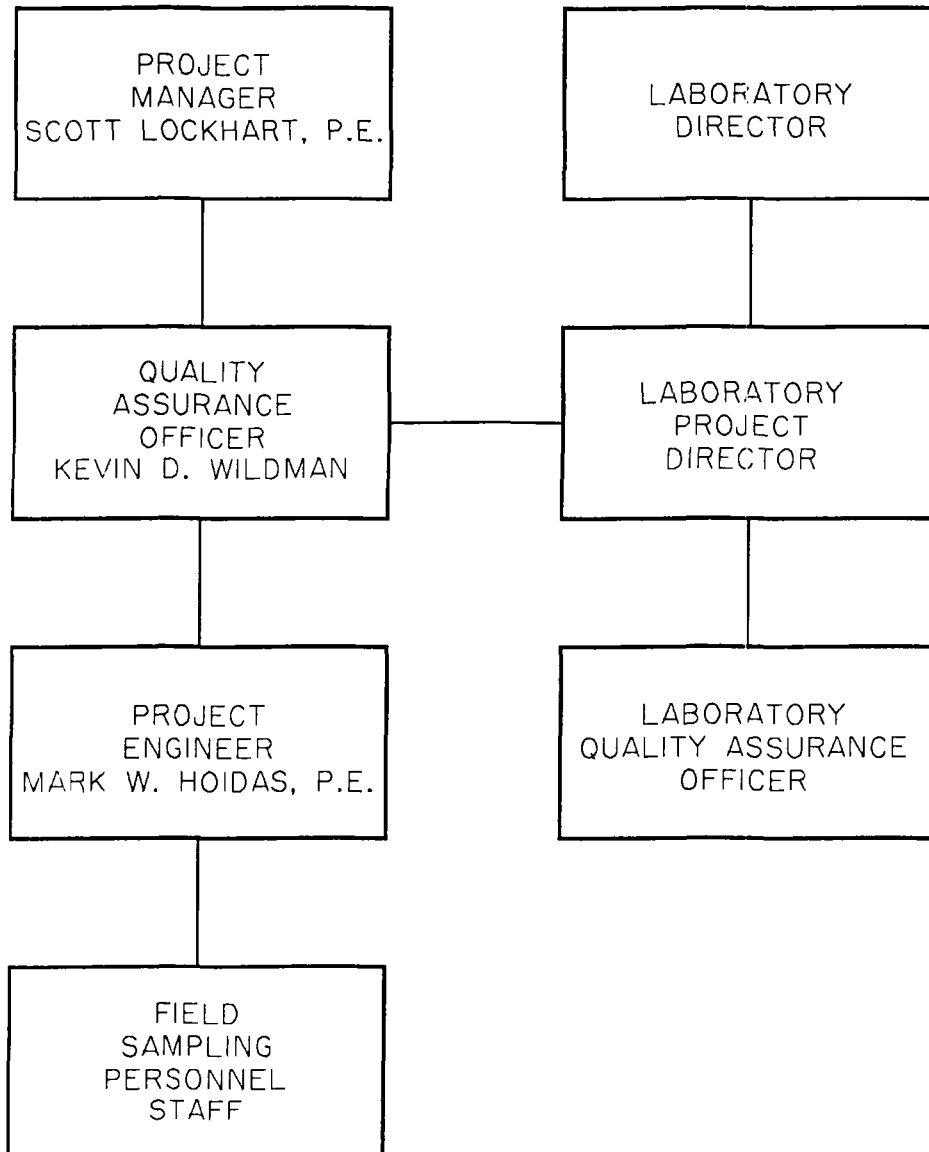 PROJECT
MANAGER
SCOTT LOCKHART, P.E.
LABORATORY
DIRECTOR
QUALITY
ASSURANCE
OFFICER
KEVIN D. WILDMAN
LABORATORY
PROJECT
DIRECTOR
PROJECT
ENGINEER
MARK W. HOIDAS, P.E.
LABORATORY
QUALITY ASSURANCE
OFFICER
FIELD
SAMPLING
PERSONNEL
STAFF